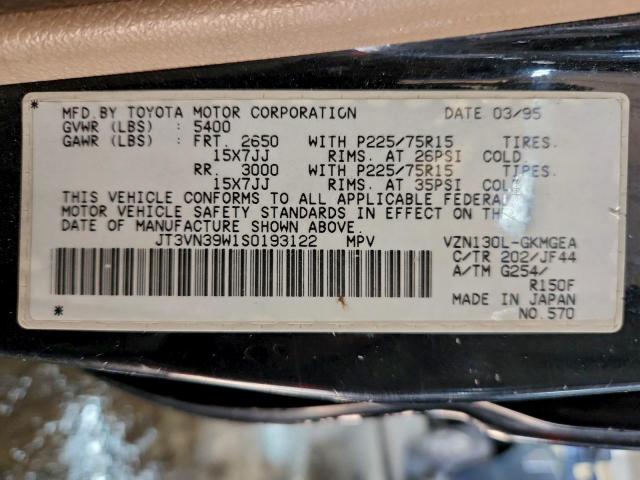 MFD.BY TOYOTA MOTOR CORPORATION DATE 03/95
GVWR (LBS) : 5400
GAWR (LBS) : FRT. 2650 WITH P225/75R15 TIRES.
15X7JJ RIMS. AT 26PSI COLD.
RR. 3000 WITH P225/75R15 TIRES.
15X7JJ RIMS. AT 35PSI COLD.
THIS VEHICLE CONFORMS TO ALL APPLICABLE FEDERAL
MOTOR VEHICLE SAFETY STANDARDS IN EFFECT ON THE
DATE OF MANUFACTURE SHOWN ABOVE.
JT3VN39W1S0193122 MPV VZN130L-GKMGEA
C/TR 202/JF44
A/TM G254/
R150F
MADE IN JAPAN
NO.570